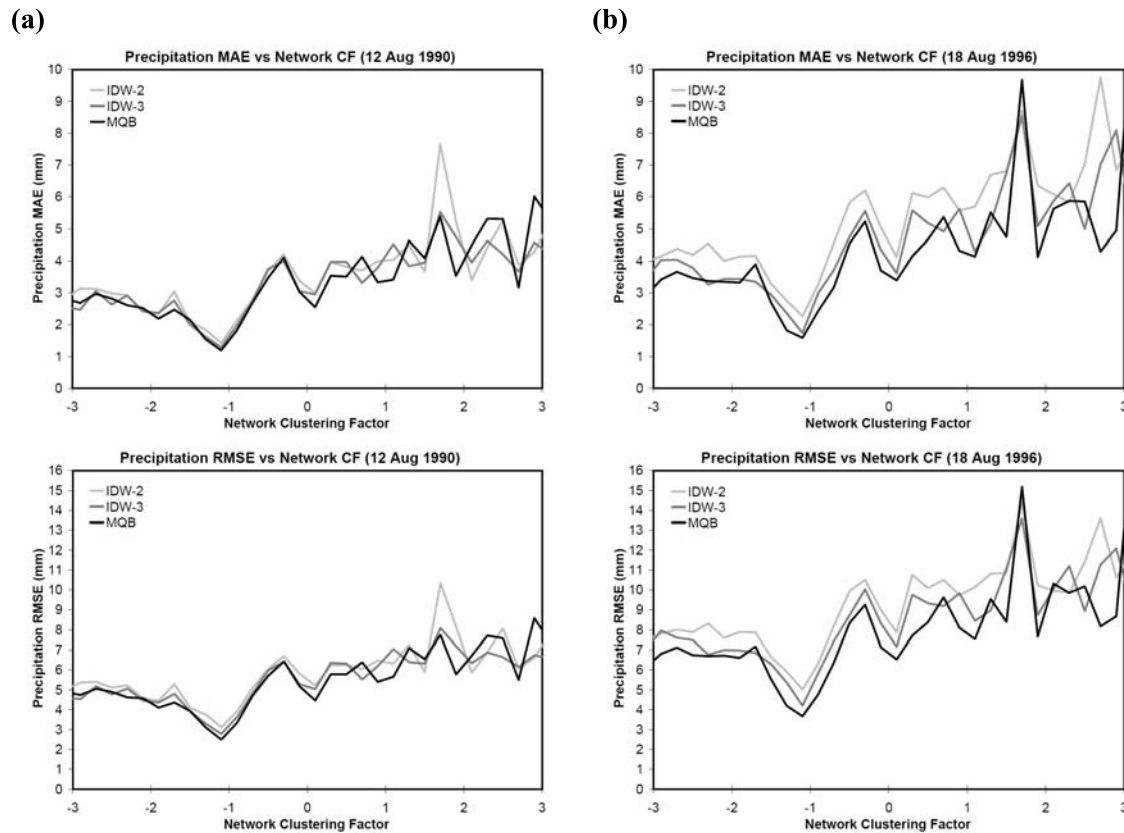 (a)
(b)
Precipitation MAE vs Network CF (12 Aug 1990)
10
9
8
7
6
5
4
3
2
1
0
Precipitation MAE (mm)
IDW-2
IDW-3
MQB
-3 -2 -1 0 1 2 3
Network Clustering Factor
Precipitation MAE vs Network CF (18 Aug 1996)
10
9
8
7
6
5
4
3
2
1
0
Precipitation MAE (mm)
IDW-2
IDW-3
MQB
-3 -2 -1 0 1 2 3
Network Clustering Factor
Precipitation RMSE vs Network CF (12 Aug 1990)
16
15
14
13
12
11
10
9
8
7
6
5
4
3
2
1
0
Precipitation RMSE (mm)
IDW-2
IDW-3
MQB
-3 -2 -1 0 1 2 3
Network Clustering Factor
Precipitation RMSE vs Network CF (18 Aug 1996)
16
15
14
13
12
11
10
9
8
7
6
5
4
3
2
1
0
Precipitation RMSE (mm)
IDW-2
IDW-3
MQB
-3 -2 -1 0 1 2 3
Network Clustering Factor